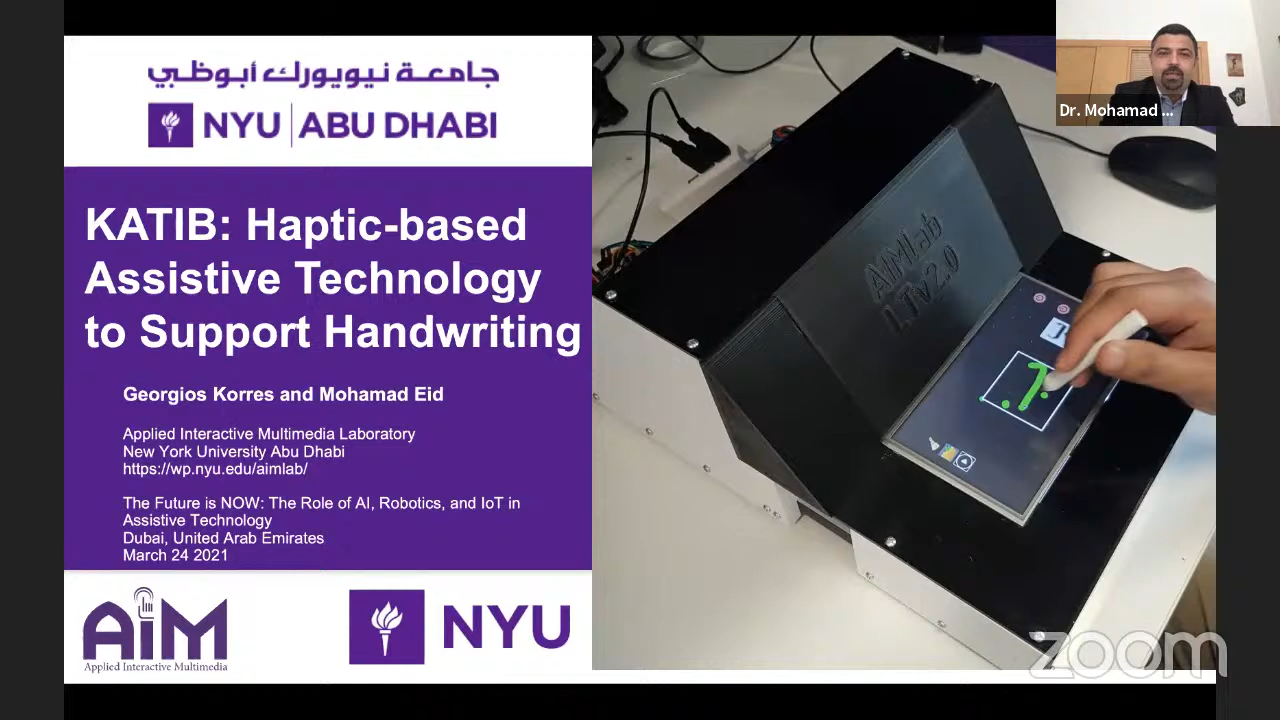 جامعـة نيويورك أبوظبي
NYU ABU DHABI
KATIB: Haptic-based
Assistive Technology
to Support Handwriting
Georgios Korres and Mohamad Eid
Applied Interactive Multimedia Laboratory
New York University Abu Dhabi
https://wp.nyu.edu/aimlab/
The Future is NOW: The Role of AI, Robotics, and IoT in
Assistive Technology
Dubai, United Arab Emirates
March 24 2021
AiM
Applied Interactive Multimedia
NYU
AIMlab
LTv2.0
Dr. Mohamad ...
zoom